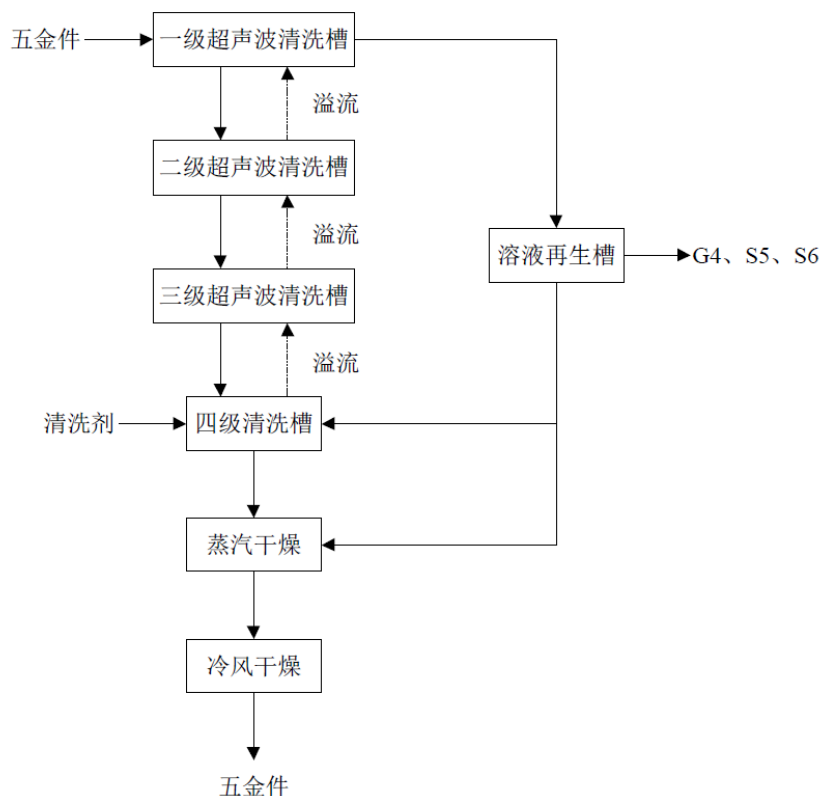 五金件
一级超声波清洗槽
溢流
二级超声波清洗槽
溢流
溶液再生槽
G4、S5、S6
三级超声波清洗槽
溢流
清洗剂
四级清洗槽
蒸汽干燥
冷风干燥
五金件